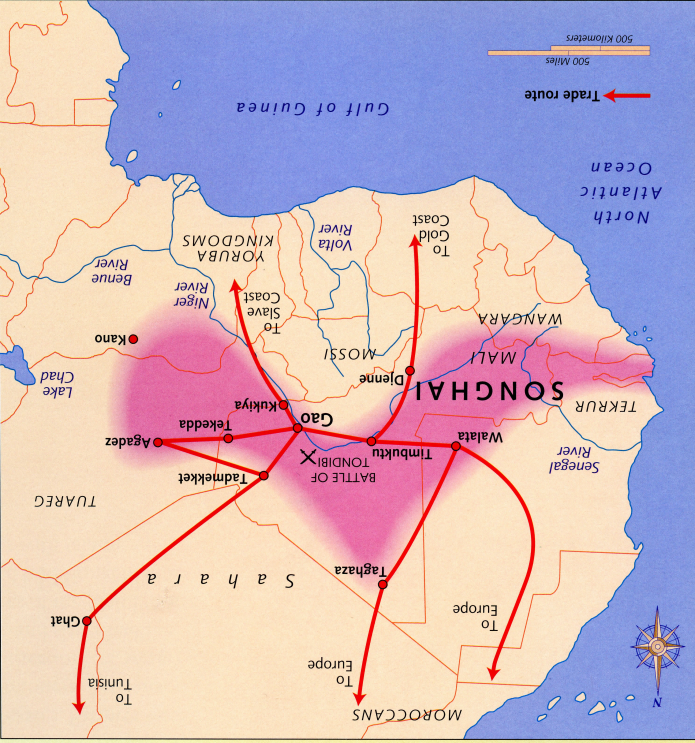 N
MOROCCANS
To
Europe
To
Europe
To
Tunisia
Ghat
Taghaza
Sahara
TUAREG
Senegal
River
Walata
Timbuktu
BATTLE OF
TONDIBI
Tadmekket
Gao
Tekedda
Agadez
Kukiya
TEKRUR
SONGHAI
Djenne
Lake
Chad
MALI
MOSSI
Kano
WANGARA
To
Slave
Coast
Niger
River
Benue
River
To
Gold
Coast
Volta
River
YORUBA
KINGDOMS
North
Atlantic
Ocean
Gulf of Guinea
Trade route
500 Miles
500 Kilometers